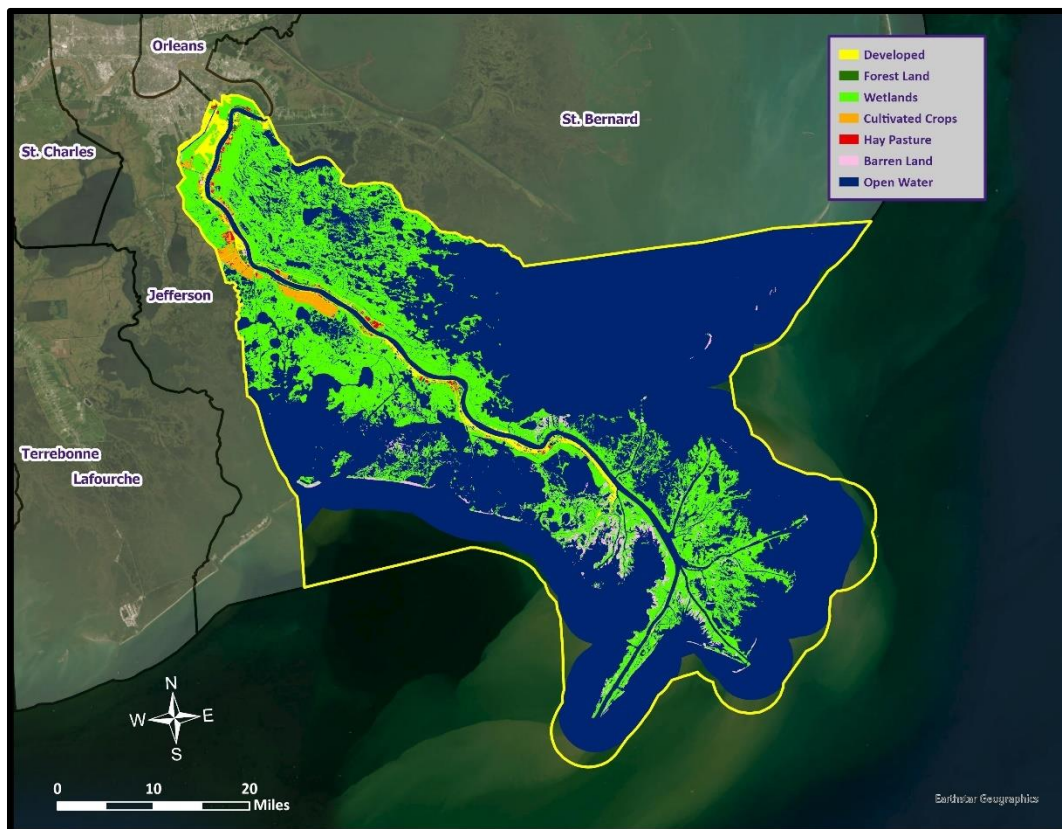 Orleans
St. Bernard
St. Charles
Jefferson
Terrebonne
Lafourche
Developed
Forest Land
Wetlands
Cultivated Crops
Hay Pasture
Barren Land
Open Water
N
W E
S
0 10 20
Miles
Earthstar Geographics